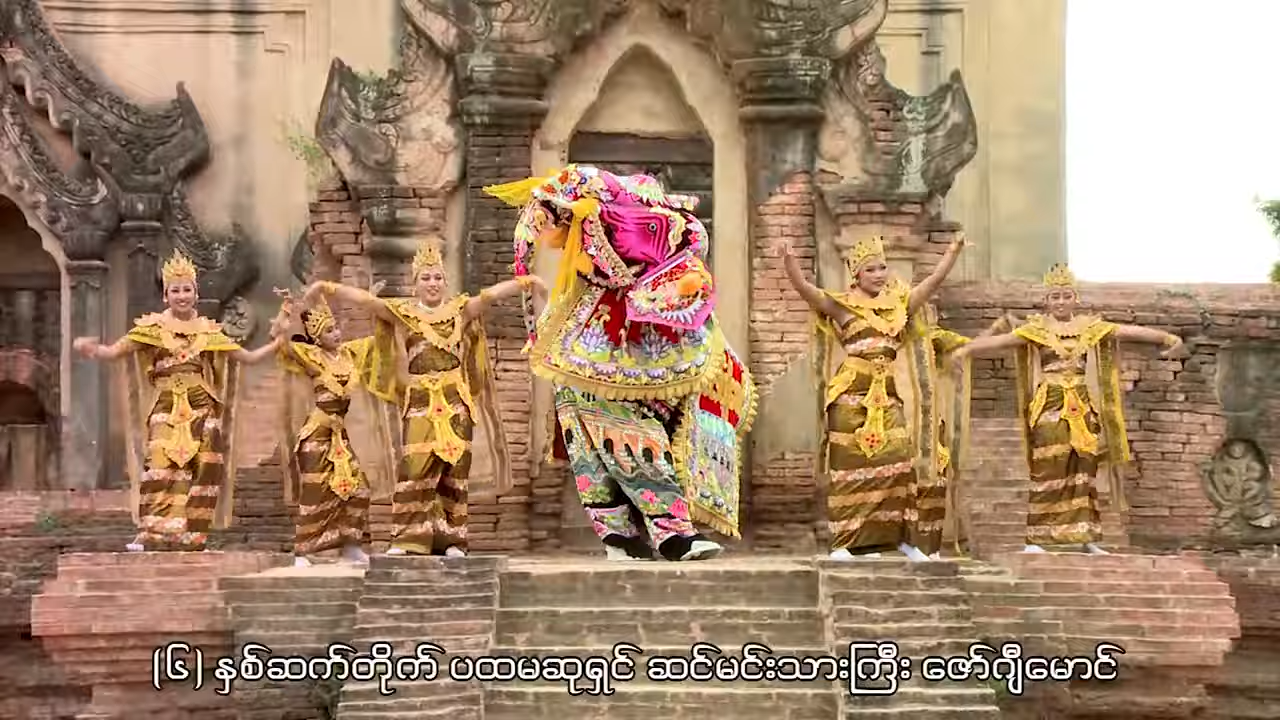 (၆) နှစ်ဆက်တိုက် ပထမဆုရှင် ဆင်မင်းသားကြီး ဇော်ဂျီမောင်